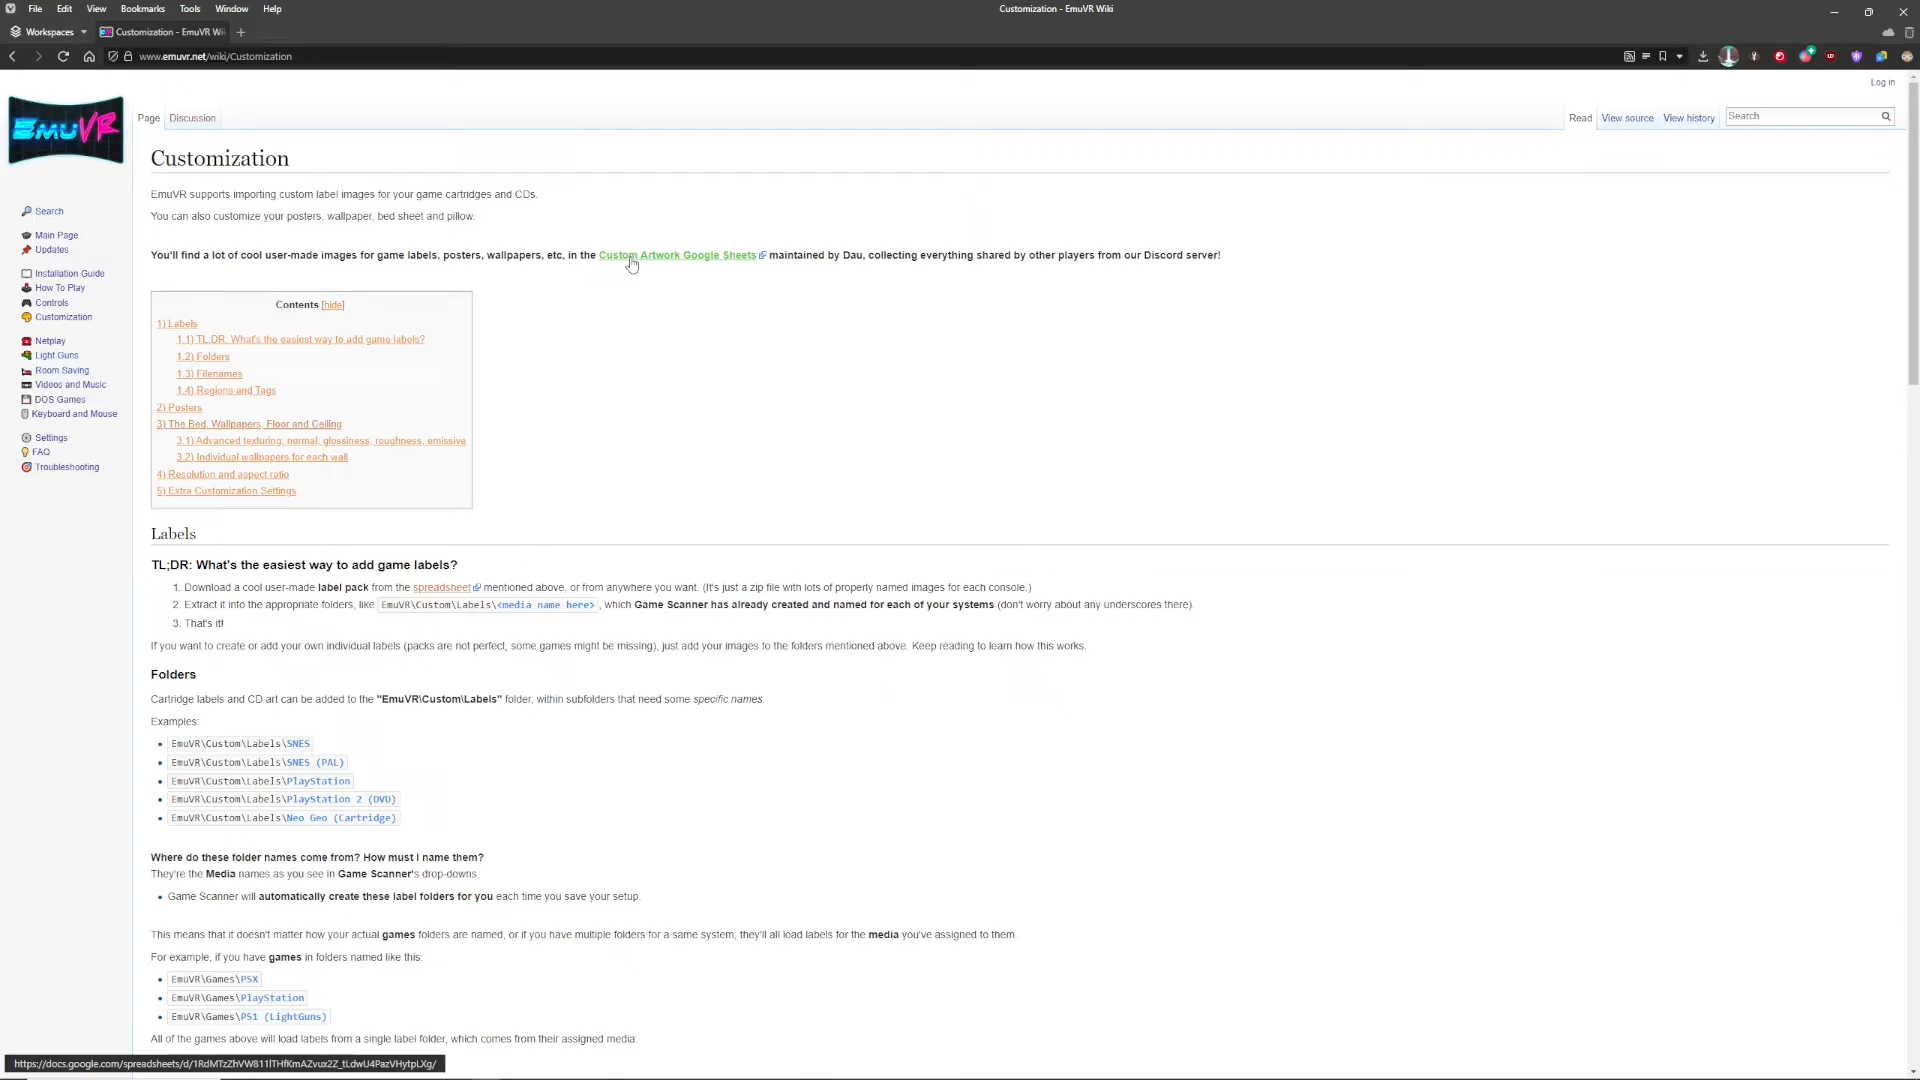 File Edit View Bookmarks Tools Window Help
Customization - EmuVR Wiki
Workspaces
Customization - EmuVR Wi
www.emuvr.net/wiki/Customization
Log in
EmuVR
Page Discussion
Read View source View history Search
Customization
EmuVR supports importing custom label images for your game cartridges and CDs.
You can also customize your posters, wallpaper, bed sheet and pillow.
You'll find a lot of cool user-made images for game labels, posters, wallpapers, etc, in the Custom Artwork Google Sheets maintained by Dau, collecting everything shared by other players from our Discord server!
Search
Main Page
Updates
Installation Guide
How To Play
Controls
Customization
Netplay
Light Guns
Room Saving
Videos and Music
DOS Games
Keyboard and Mouse
Settings
FAQ
Troubleshooting
Contents [hide]
1) Labels
1.1) TL;DR: What's the easiest way to add game labels?
1.2) Folders
1.3) Filenames
1.4) Regions and Tags
2) Posters
3) The Bed, Wallpapers, Floor and Ceiling
3.1) Advanced texturing: normal, glossiness, roughness, emissive
3.2) Individual wallpapers for each wall
4) Resolution and aspect ratio
5) Extra Customization Settings
Labels
TL;DR: What's the easiest way to add game labels?
1. Download a cool user-made label pack from the spreadsheet mentioned above, or from anywhere you want. (It's just a zip file with lots of properly named images for each console.)
2. Extract it into the appropriate folders, like EmuVR\Custom\Labels\<media name here>, which Game Scanner has already created and named for each of your systems (don't worry about any underscores there).
3. That's it!
If you want to create or add your own individual labels (packs are not perfect, some games might be missing), just add your images to the folders mentioned above. Keep reading to learn how this works.
Folders
Cartridge labels and CD art can be added to the "EmuVR\Custom\Labels" folder, within subfolders that need some specific names.
Examples:
EmuVR\Custom\Labels\SNES
EmuVR\Custom\Labels\SNES (PAL)
EmuVR\Custom\Labels\PlayStation
EmuVR\Custom\Labels\PlayStation 2 (DVD)
EmuVR\Custom\Labels\Neo Geo (Cartridge)
Where do these folder names come from? How must I name them?
They're the Media names as you see in Game Scanner's drop-downs.
Game Scanner will automatically create these label folders for you each time you save your setup.
This means that it doesn't matter how your actual games folders are named, or if you have multiple folders for a same system, they'll all load labels for the media you've assigned to them.
For example, if you have games in folders named like this:
EmuVR\Games\PSX
EmuVR\Games\PlayStation
EmuVR\Games\PS1 (LightGuns)
All of the games above will load labels from a single label folder, which comes from their assigned media: